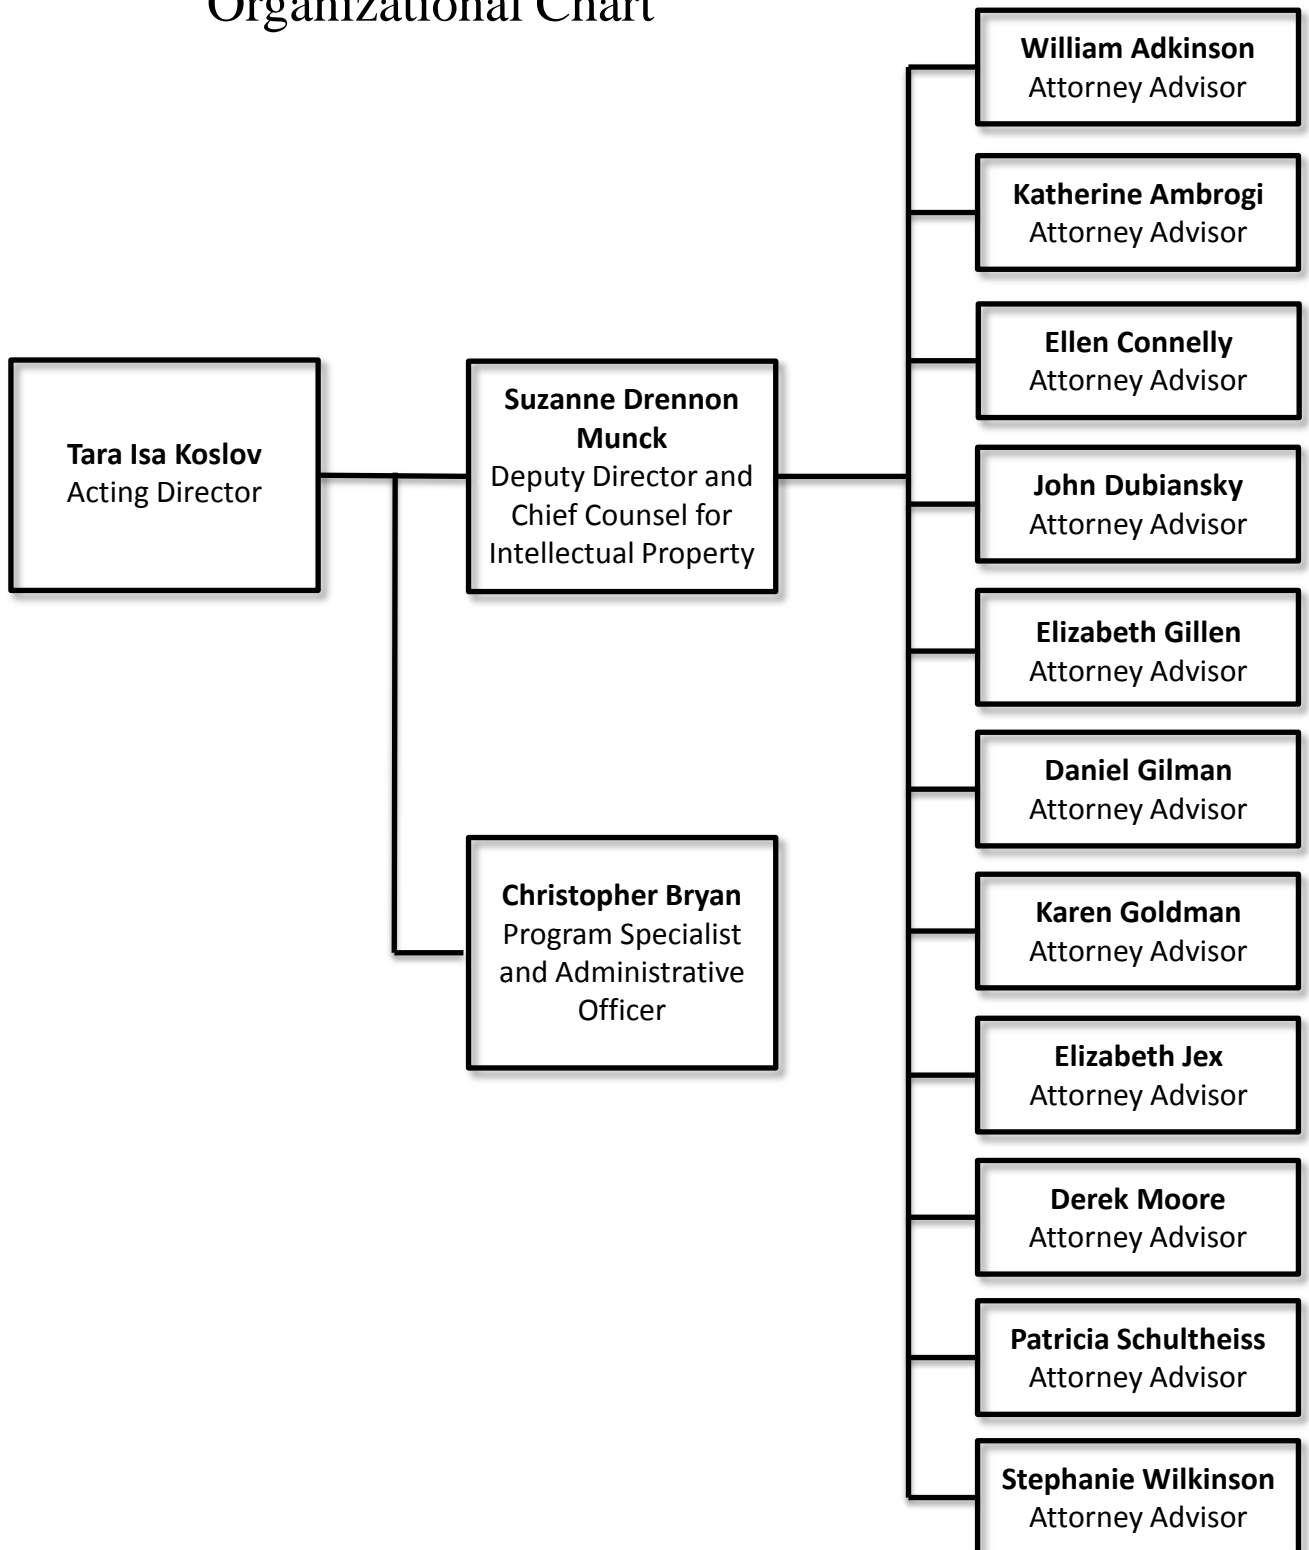 Organizational Chart
William Adkinson
Attorney Advisor
Katherine Ambrogi
Attorney Advisor
Ellen Connelly
Attorney Advisor
Tara Isa Koslov
Acting Director
Suzanne Drennon
Munck
Deputy Director and
Chief Counsel for
Intellectual Property
John Dubiansky
Attorney Advisor
Elizabeth Gillen
Attorney Advisor
Daniel Gilman
Attorney Advisor
Christopher Bryan
Program Specialist
and Administrative
Officer
Karen Goldman
Attorney Advisor
Elizabeth Jex
Attorney Advisor
Derek Moore
Attorney Advisor
Patricia Schultheiss
Attorney Advisor
Stephanie Wilkinson
Attorney Advisor